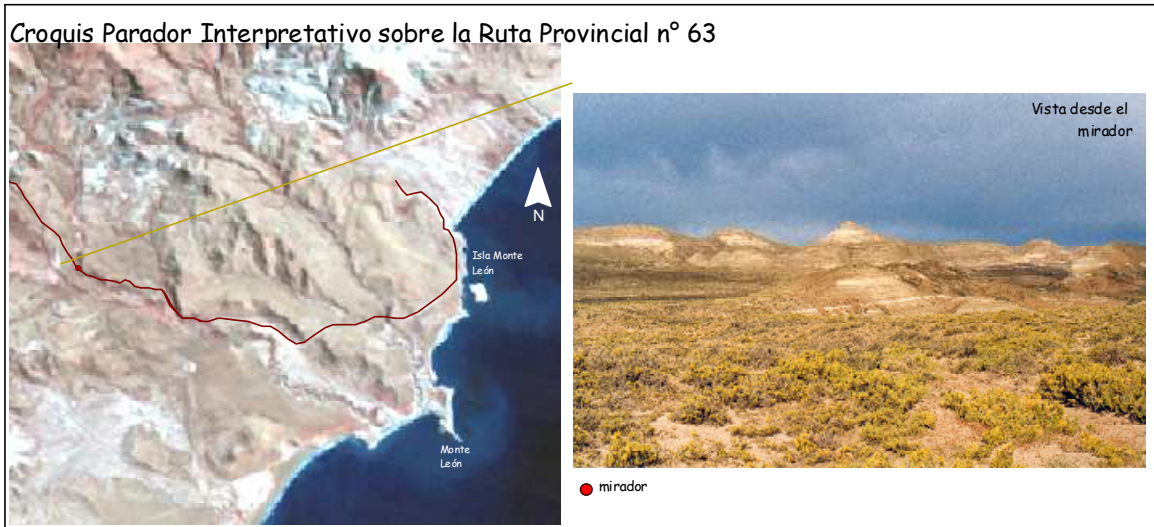 Croquis Parador Interpretativo sobre la Ruta Provincial n° 63
Vista desde el
mirador
N
Isla Monte
León
Monte
León
mirador